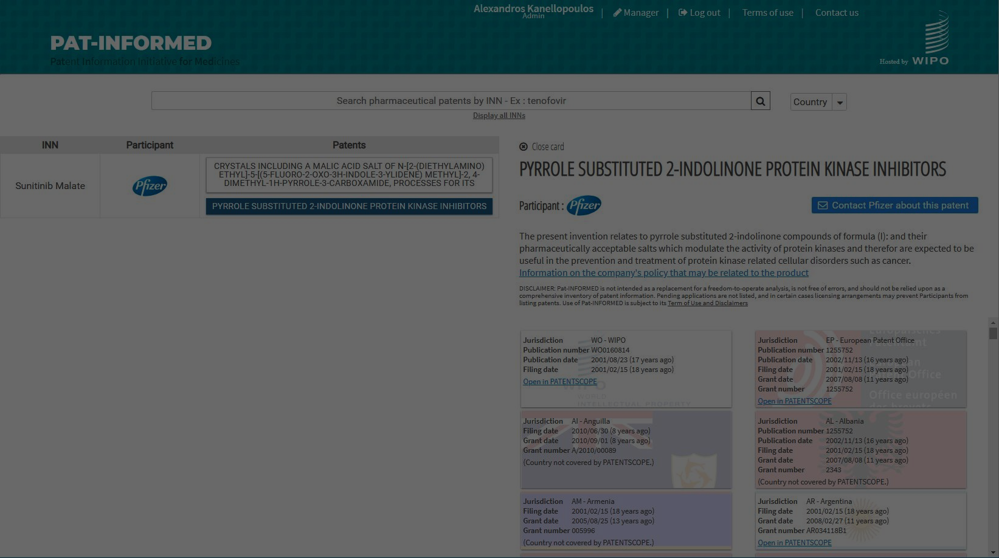 Alexandros Kanellopoulos
Admin
| Manager | Log out | Terms of use | Contact us
PAT-INFORMED
Patent Information Initiative for Medicines
Hosted by WIPO
Search pharmaceutical patents by INN - Ex : tenofovir
Country
Display all INNs
INN Participant Patents
Sunitinib Malate
Pfizer
CRYSTALS INCLUDING A MALIC ACID SALT OF N-[2-(DIETHYLAMINO)
ETHYL]-5-[(5-FLUORO-2-OXO-3H-INDOLE-3-YLIDENE) METHYL]-2, 4-
DIMETHYL-1H-PYRROLE-3-CARBOXAMIDE, PROCESSES FOR ITS
PYRROLE SUBSTITUTED 2-INDOLINONE PROTEIN KINASE INHIBITORS
Close card
PYRROLE SUBSTITUTED 2-INDOLINONE PROTEIN KINASE INHIBITORS
Participant : Pfizer
Contact Pfizer about this patent
The present invention relates to pyrrole substituted 2-indolinone compounds of formula (I): and their
pharmaceutically acceptable salts which modulate the activity of protein kinases and therefor are expected to be
useful in the prevention and treatment of protein kinase related cellular disorders such as cancer.
Information on the company's policy that may be related to the product
DISCLAIMER: Pat-INFORMED is not intended as a replacement for a freedom-to-operate analysis, is not free of errors, and should not be relied upon as a
comprehensive inventory of patent information. Pending applications are not listed, and in certain cases licensing arrangements may prevent Participants from
listing patents. Use of Pat-INFORMED is subject to its Term of Use and Disclaimers
Jurisdiction WO - WIPO
Publication number WO0160814
Publication date 2001/08/23 (17 years ago)
Filing date 2001/02/15 (18 years ago)
Open in PATENTSCOPE
WIPO
WORLD
INTELLECTUAL PROPERTY
Jurisdiction EP - European Patent Office
Publication number 1255752
Publication date 2002/11/13 (16 years ago)
Filing date 2001/02/15 (18 years ago)
Grant date 2007/08/08 (11 years ago)
Grant number 1255752
Open in PATENTSCOPE
Office européen
des brevets
Jurisdiction AI - Anguilla
Filing date 2010/06/30 (8 years ago)
Grant date 2010/09/01 (8 years ago)
Grant number A/2010/00089
(Country not covered by PATENTSCOPE.)
Jurisdiction AL - Albania
Publication number 1255752
Publication date 2002/11/13 (16 years ago)
Filing date 2001/02/15 (18 years ago)
Grant date 2007/08/08 (11 years ago)
Grant number 2343
(Country not covered by PATENTSCOPE.)
Jurisdiction AM - Armenia
Filing date 2001/02/15 (18 years ago)
Grant date 2005/08/25 (13 years ago)
Grant number 005996
(Country not covered by PATENTSCOPE.)
Jurisdiction AR - Argentina
Filing date 2001/02/15 (18 years ago)
Grant date 2008/02/27 (11 years ago)
Grant number AR034118B1
Open in PATENTSCOPE